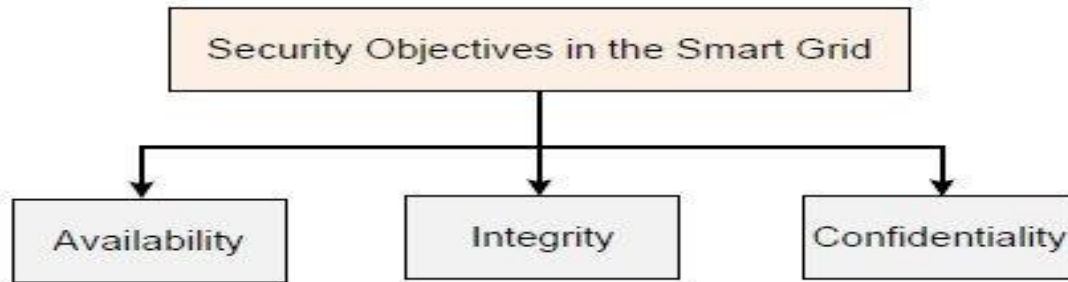 Security Objectives in the Smart Grid
Availability
Integrity
Confidentiality